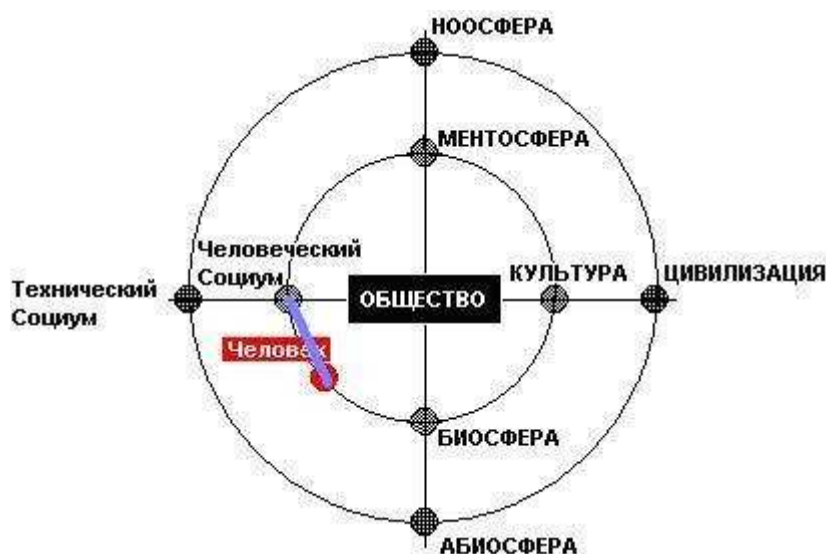 НООСФЕРА
МЕНТОСФЕРА
Человеческий
Социум
КУЛЬТУРА
ЦИВИЛИЗАЦИЯ
Технический
Социум
ОБЩЕСТВО
Человек
БИОСФЕРА
АБИОСФЕРА